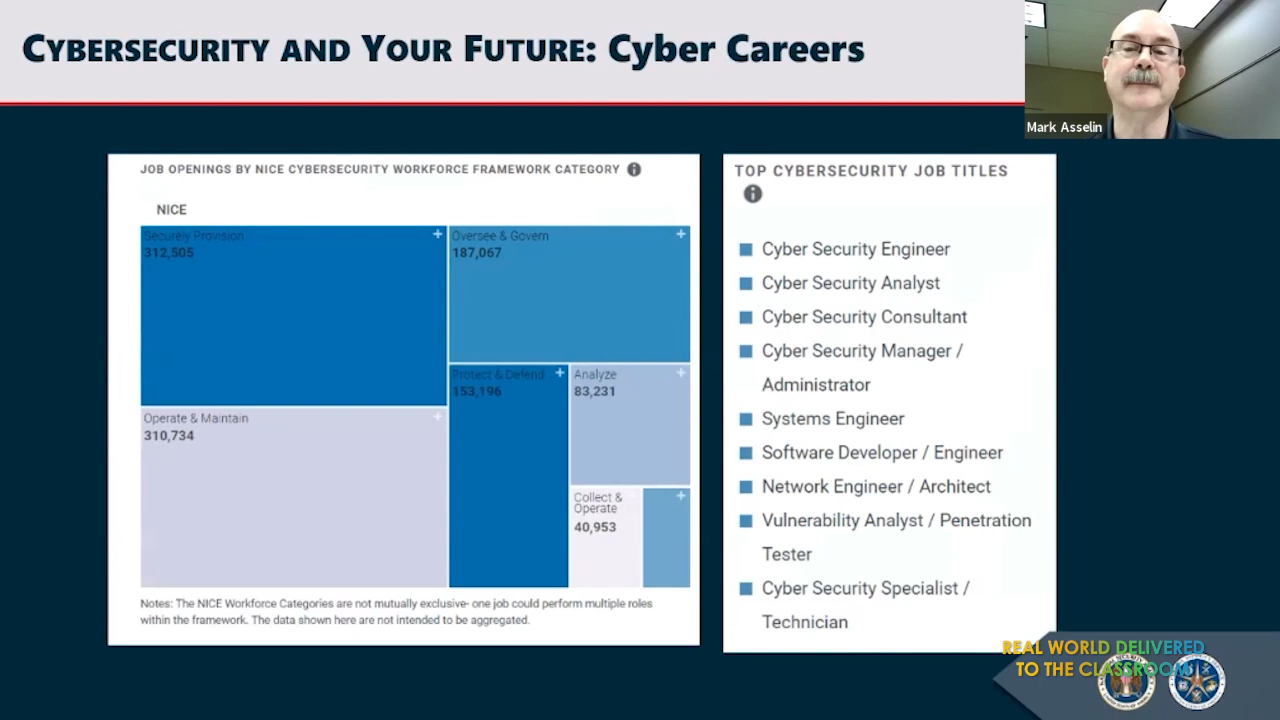 CYBERSECURITY AND YOUR FUTURE: Cyber Careers
Mark Asselin
JOB OPENINGS BY NICE CYBERSECURITY WORKFORCE FRAMEWORK CATEGORY
NICE
Securely Provision
312,505
Oversee & Govern
187,067
Protect & Defend
153,196
Analyze
83,231
Operate & Maintain
310,734
Collect &
Operate
40,953
Notes: The NICE Workforce Categories are not mutually exclusive- one job could perform multiple roles
within the framework. The data shown here are not intended to be aggregated.
TOP CYBERSECURITY JOB TITLES
Cyber Security Engineer
Cyber Security Analyst
Cyber Security Consultant
Cyber Security Manager /
Administrator
Systems Engineer
Software Developer / Engineer
Network Engineer / Architect
Vulnerability Analyst / Penetration
Tester
Cyber Security Specialist /
Technician
REAL WORLD DELIVERED
TO THE CLASSROOM